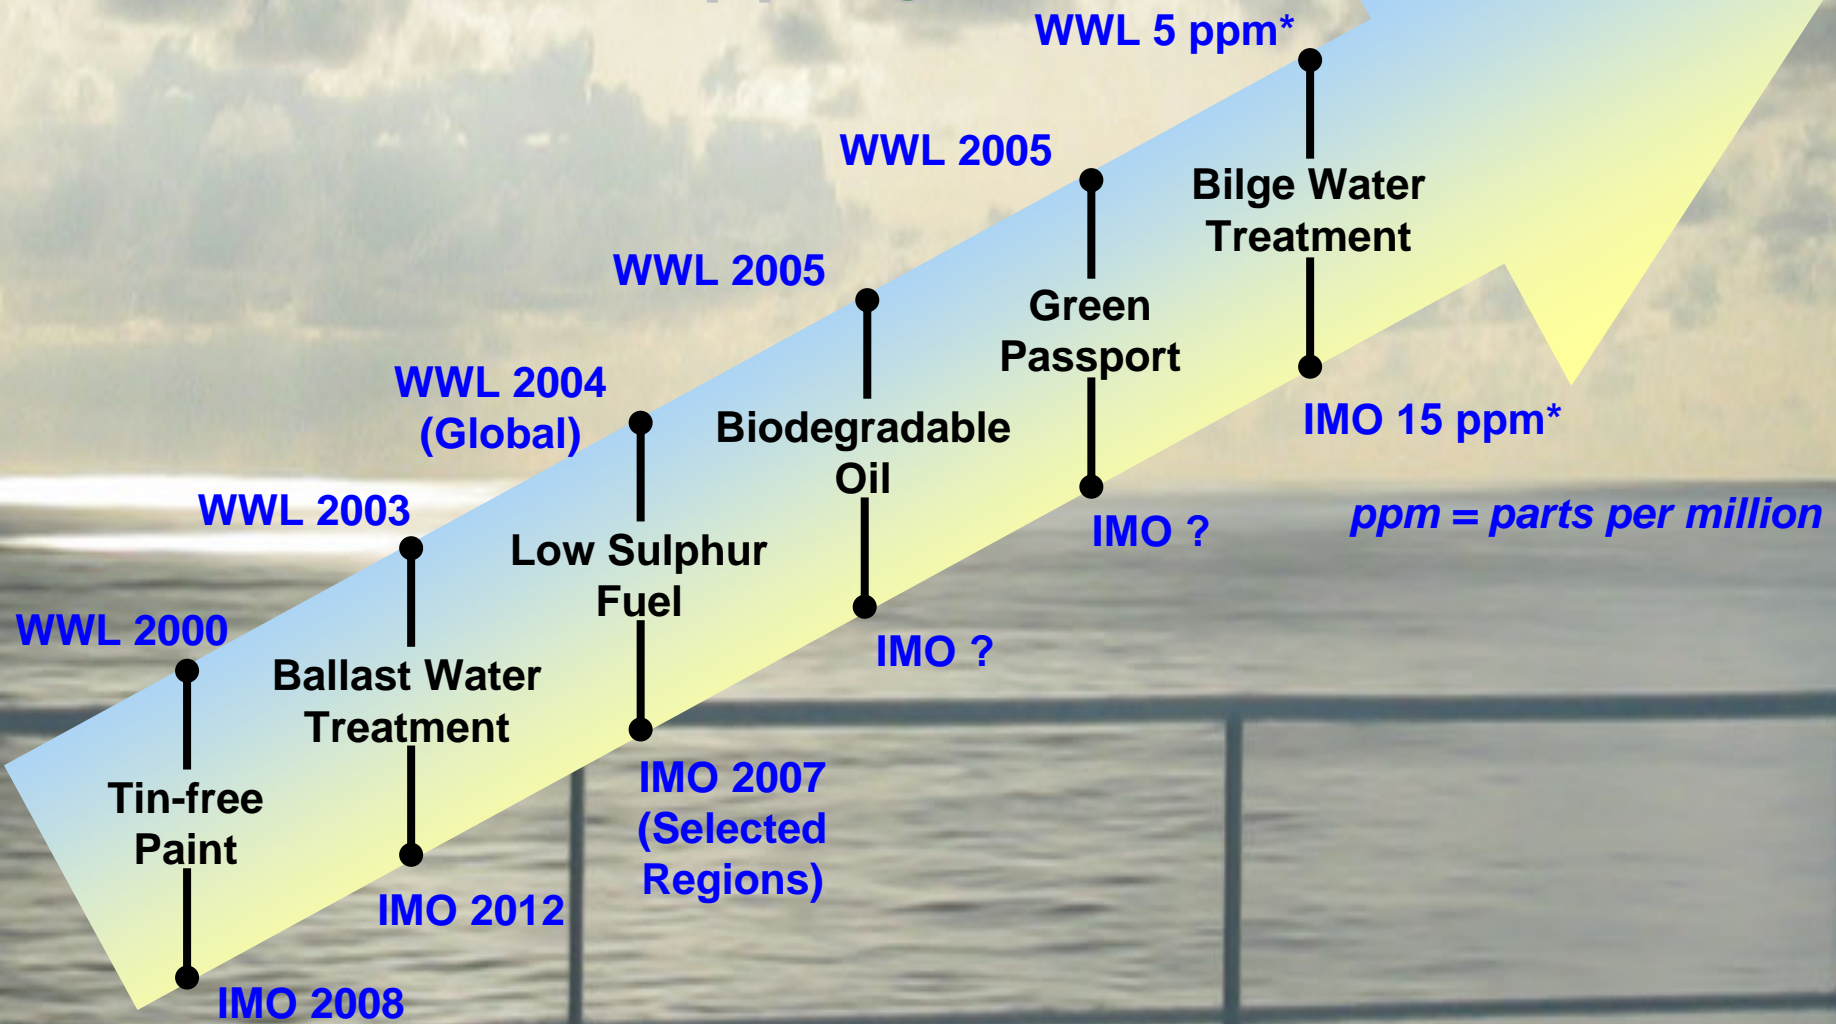 WWL 5 ppm*
WWL 2005
Bilge Water
Treatment
WWL 2005
Green
Passport
IMO 15 ppm*
WWL 2004
(Global)
Biodegradable
Oil
IMO ?
ppm = parts per million
WWL 2003
Low Sulphur
Fuel
IMO ?
WWL 2000
Ballast Water
Treatment
IMO 2007
(Selected
Regions)
Tin-free
Paint
IMO 2012
IMO 2008